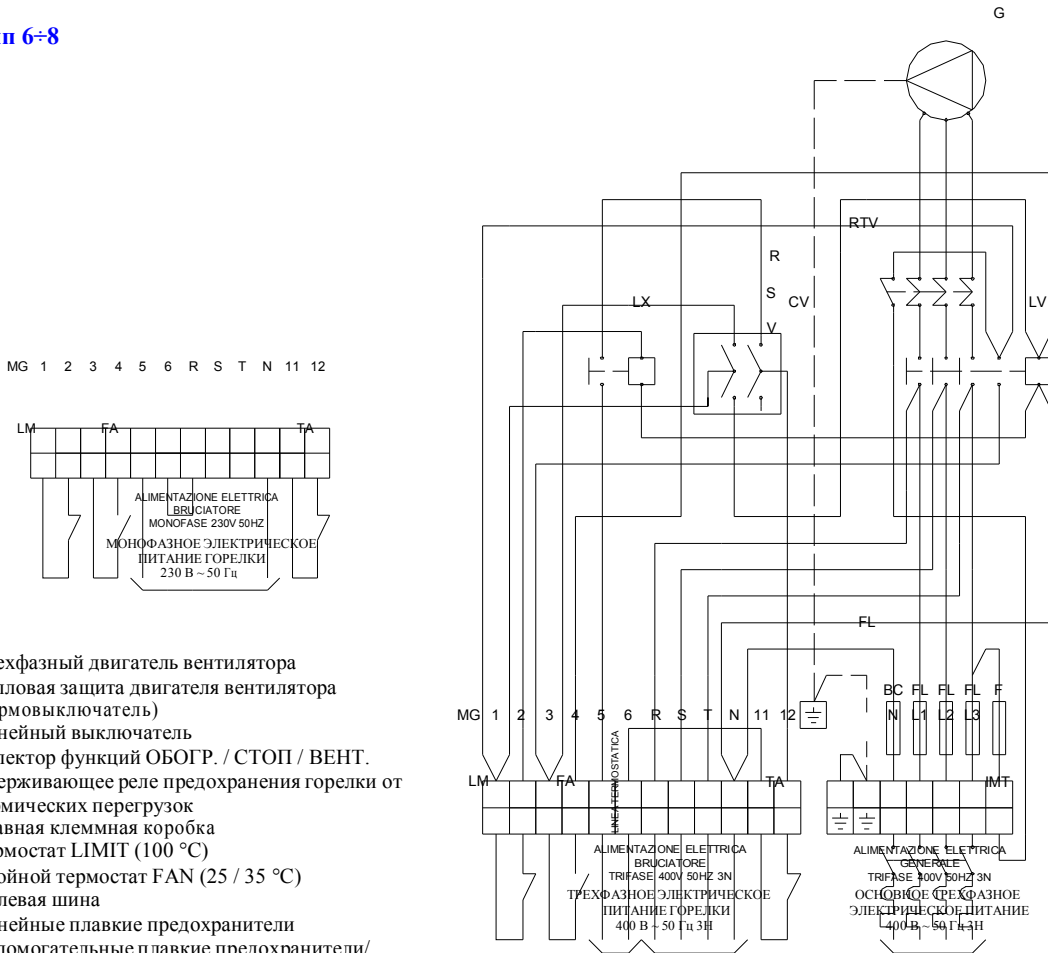 G
п 6÷8
RTV
R
S
CV
LX
LV
V
MG 1 2 3 4 5 6 R S T N 11 12
LM FA TA
ALIMENTAZIONE ELETTRICA
BRUCIATORE
MONOFASE 230V 50HZ
МОНОФАЗНОЕ ЭЛЕКТРИЧЕСКОЕ
ПИТАНИЕ ГОРЕЛКИ
230 В ~ 50 Гц
FL
ехфазный двигатель вентилятора
пловая защита двигателя вентилятора
рмовыключатель)
нейный выключатель
лектор функций ОБОГР. / СТОП / ВЕНТ.
ерживающее реле предохранения горелки от
рмических перегрузок
авная клеммная коробка
рмостат LIMIT (100 °C)
ойной термостат FAN (25 / 35 °C)
левая шина
нейные плавкие предохранители
помогательные плавкие предохранители/
BC FL FL FL F
MG 1 2 3 4 5 6 R S T N 11 12
N L1 L2 L3
LINEA TERMOSTATICA
LM FA TA
IMT
ALIMENTAZIONE ELETTRICA
BRUCIATORE
TRIFASE 400V 50HZ 3N
ТРЕХФАЗНОЕ ЭЛЕКТРИЧЕСКОЕ
ПИТАНИЕ ГОРЕЛКИ
400 В ~ 50 Гц 3Н
ALIMENTAZIONE ELETTRICA
GENERALE
TRIFASE 400V 50HZ 3N
ОСНОВНОЕ ТРЕХФАЗНОЕ
ЭЛЕКТРИЧЕСКОЕ ПИТАНИЕ
400 В ~ 50 Гц 3Н